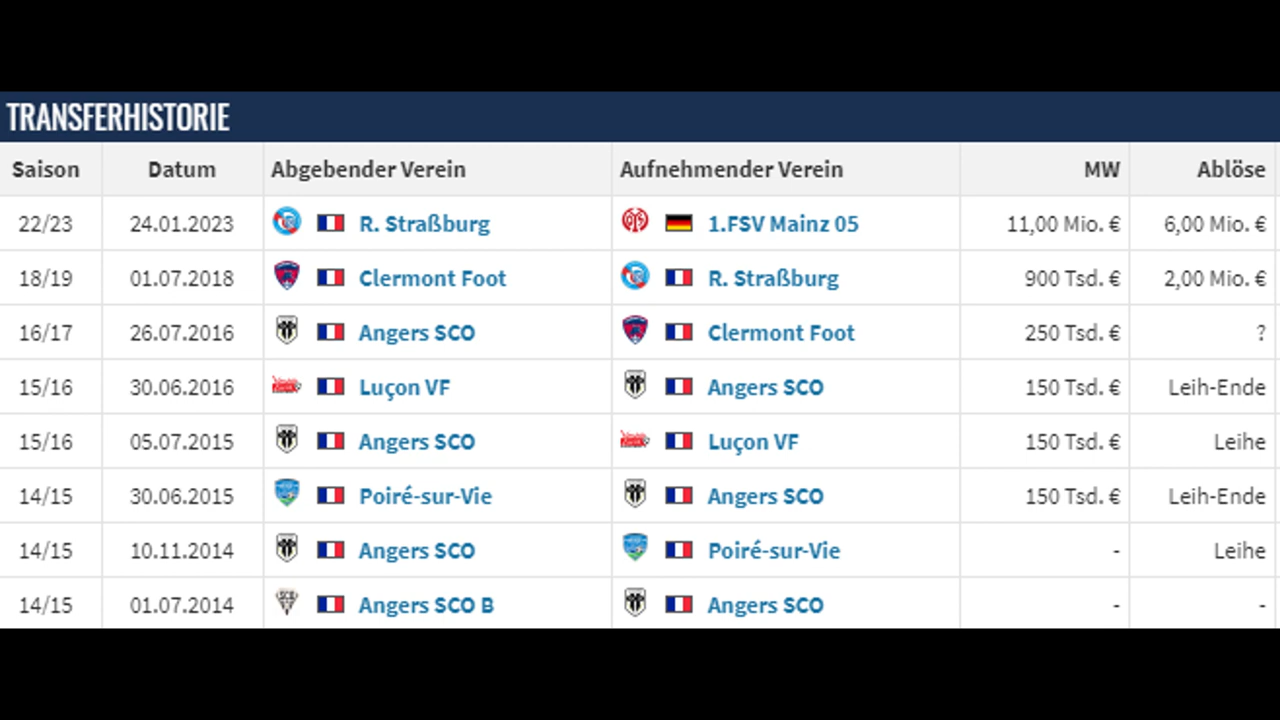 TRANSFERHISTORIE
Saison Datum Abgebender Verein Aufnehmender Verein MW Ablöse
22/23 24.01.2023 R. Straßburg 1.FSV Mainz 05 11,00 Mio. € 6,00 Mio. €
18/19 01.07.2018 Clermont Foot R. Straßburg 900 Tsd. € 2,00 Mio. €
16/17 26.07.2016 Angers SCO Clermont Foot 250 Tsd. € ?
15/16 30.06.2016 Luçon VF Angers SCO 150 Tsd. € Leih-Ende
15/16 05.07.2015 Angers SCO Luçon VF 150 Tsd. € Leihe
14/15 30.06.2015 Poiré-sur-Vie Angers SCO 150 Tsd. € Leih-Ende
14/15 10.11.2014 Angers SCO Poiré-sur-Vie - Leihe
14/15 01.07.2014 Angers SCO B Angers SCO - -